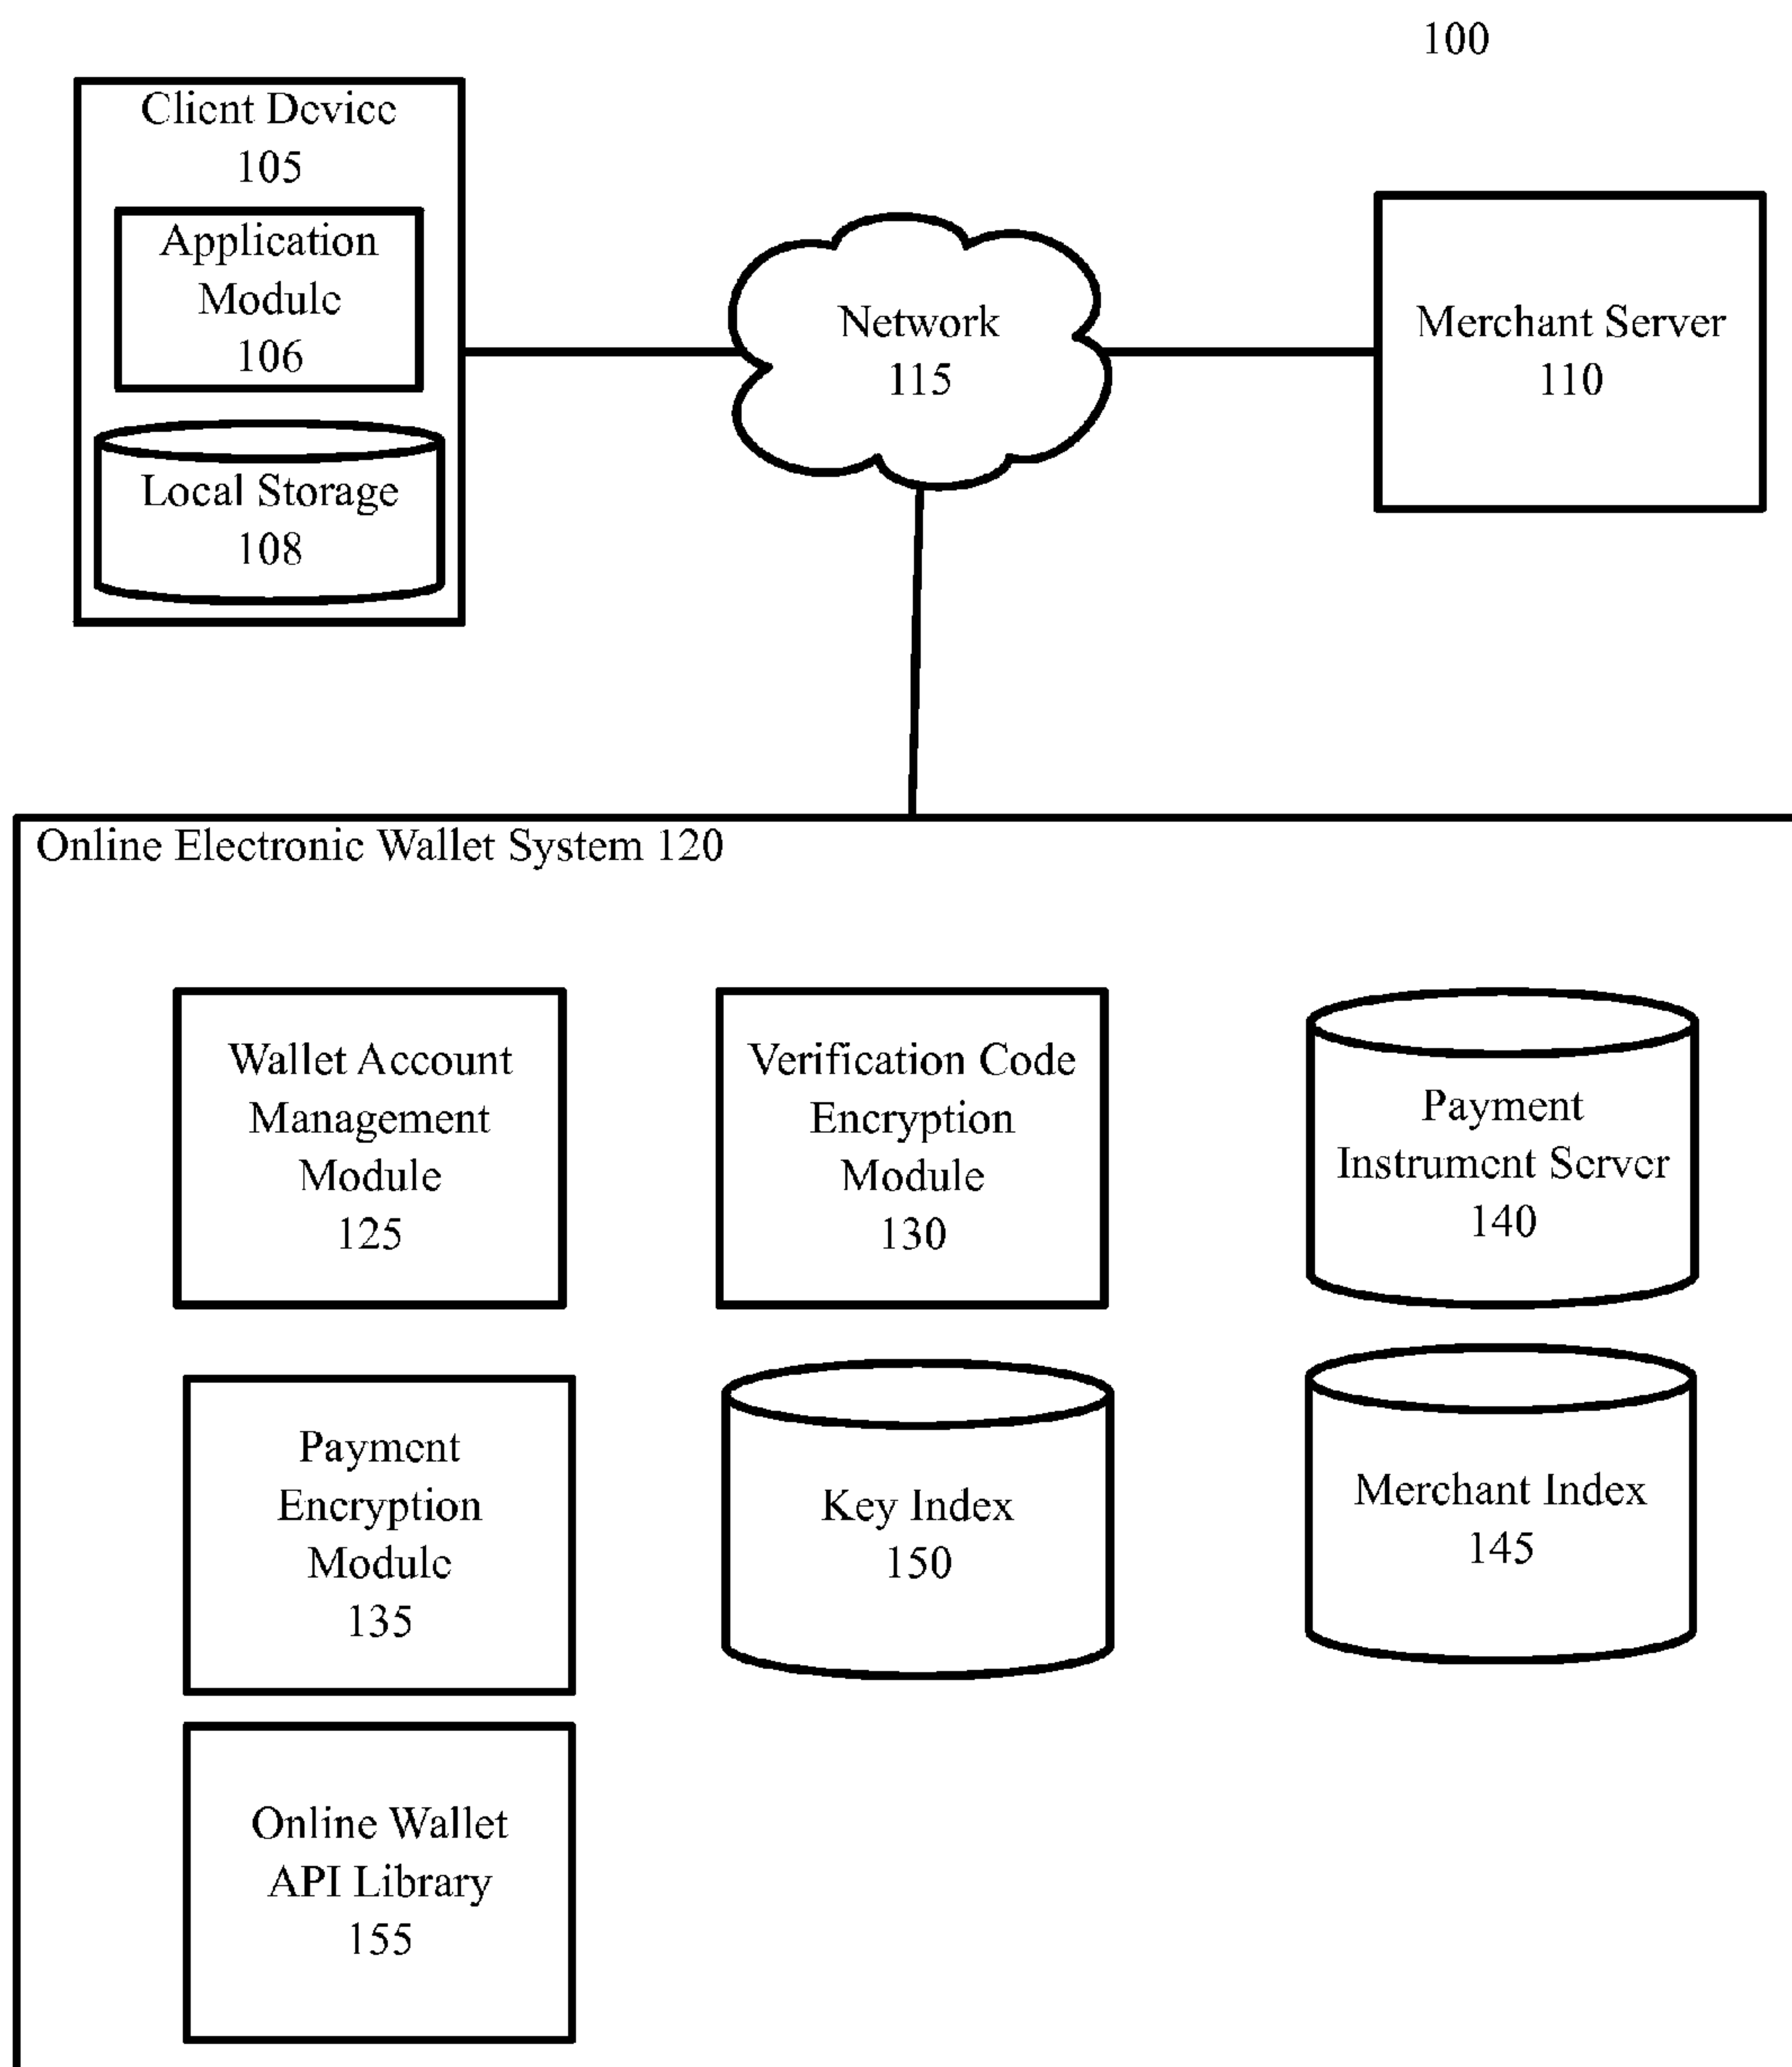 100
Client Device
105
Application
Module
106
Local Storage
108
Network
115
Merchant Server
110
Online Electronic Wallet System 120
Wallet Account
Management
Module
125
Verification Code
Encryption
Module
130
Payment
Instrument Server
140
Payment
Encryption
Module
135
Key Index
150
Merchant Index
145
Online Wallet
API Library
155